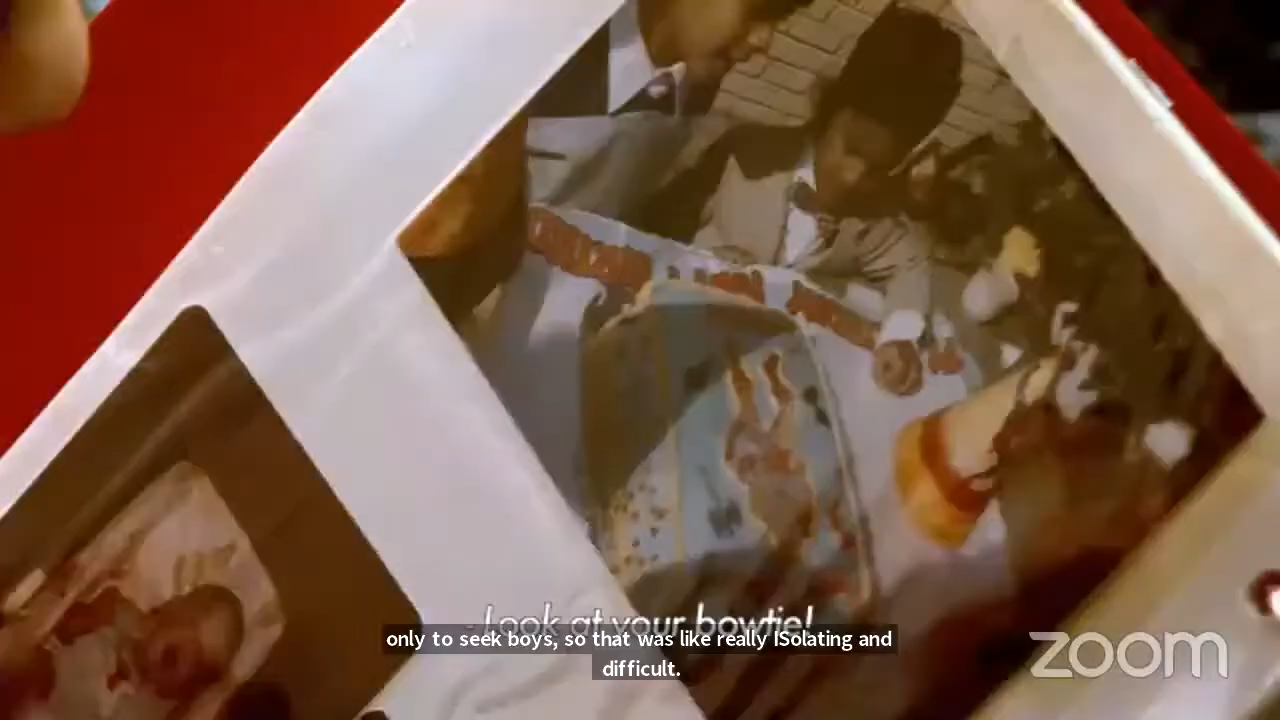 - Look at your bowtie!
only to seek boys, so that was like really ISolating and
difficult.
zoom